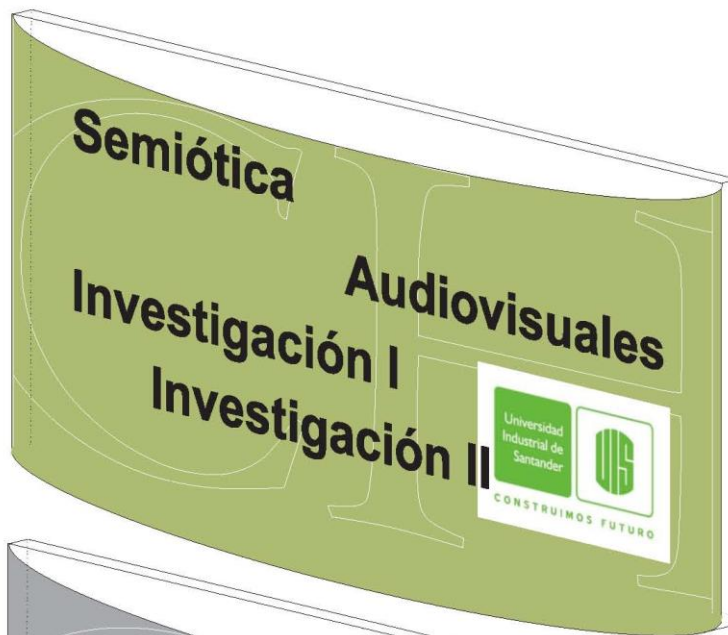 Semiótica
Audiovisuales
Investigación I
Investigación II
Universidad
Industrial de
Santander
UIS
CONSTRUIMOS FUTURO